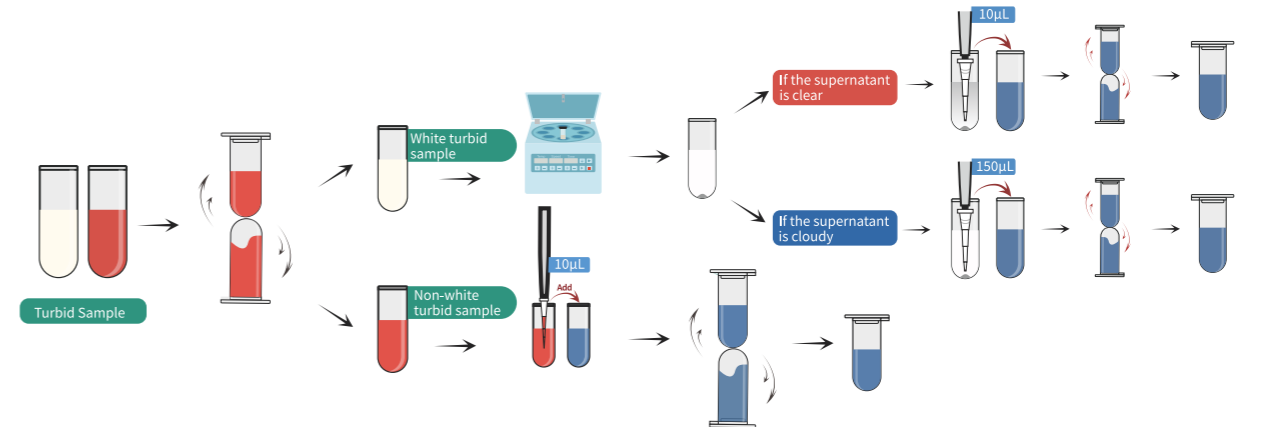 Turbid Sample
White turbid
sample
Non-white
turbid sample
10μL
Add
If the supernatant
is clear
10μL
If the supernatant
is cloudy
150μL